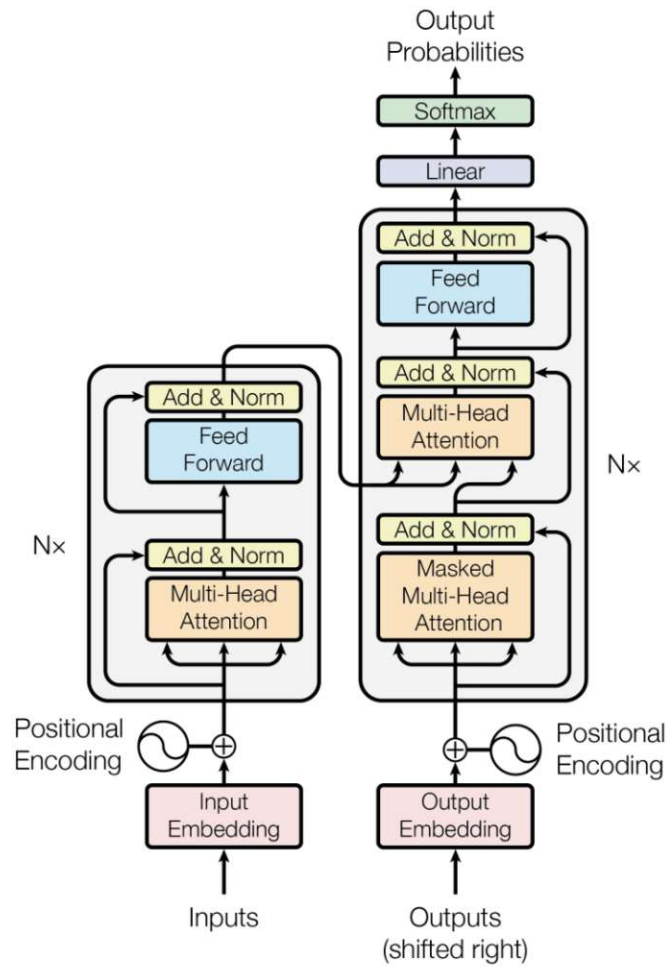 Output
Probabilities
Softmax
Linear
Add & Norm
Feed
Forward
Add & Norm
Multi-Head
Attention
Add & Norm
Masked
Multi-Head
Attention
N×
Add & Norm
Feed
Forward
Add & Norm
Multi-Head
Attention
N×
Positional
Encoding
Positional
Encoding
Input
Embedding
Output
Embedding
Inputs
Outputs
(shifted right)